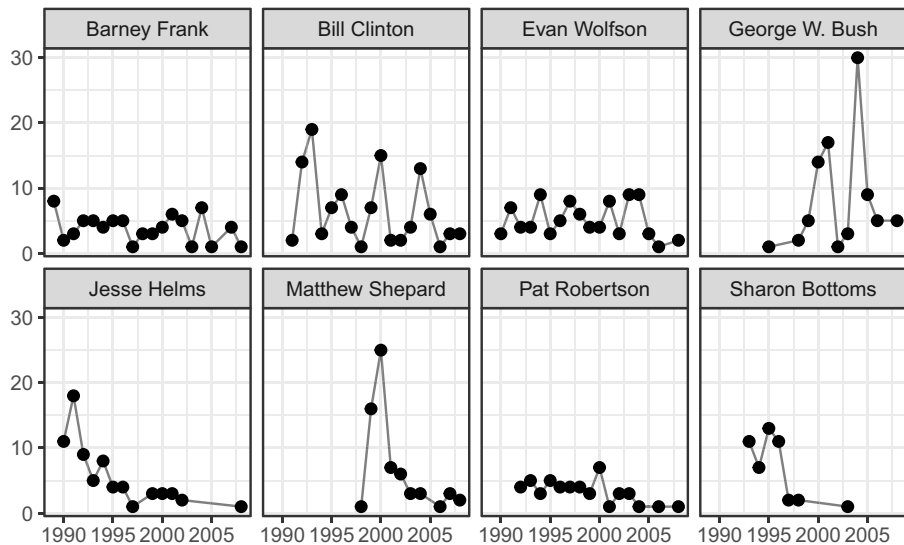 Barney Frank Bill Clinton Evan Wolfson George W. Bush
30
20
10
0
Jesse Helms Matthew Shepard Pat Robertson Sharon Bottoms
30
20
10
0
1990 1995 2000 2005 1990 1995 2000 2005 1990 1995 2000 2005 1990 1995 2000 2005